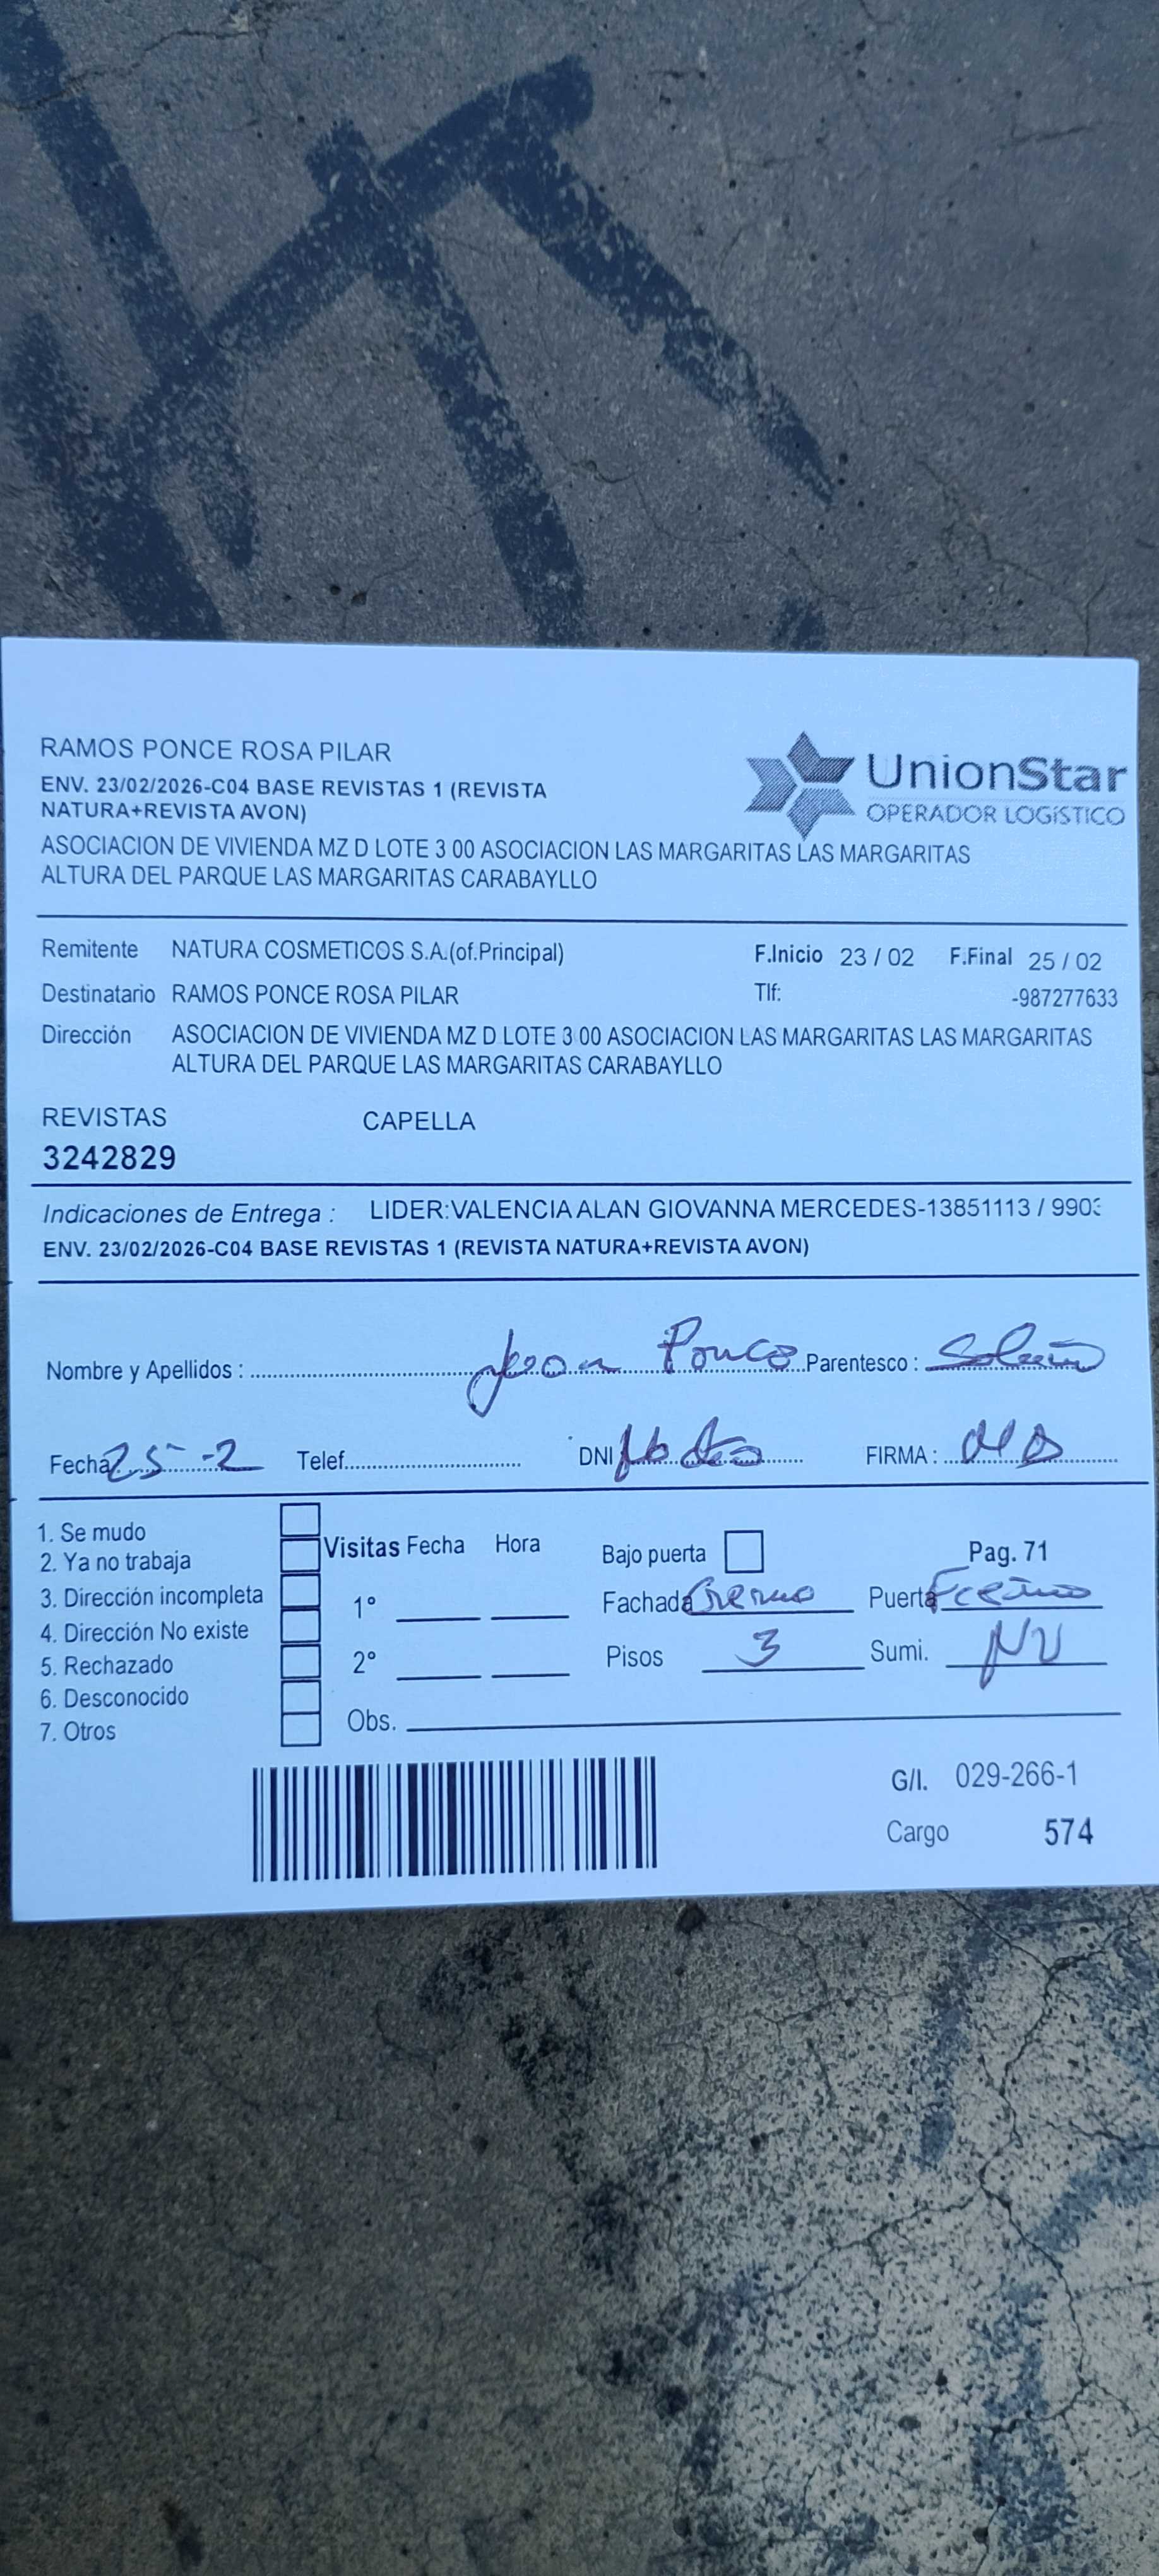 RAMOS PONCE ROSA PILAR
ENV. 23/02/2026-C04 BASE REVISTAS 1 (REVISTA
NATURA+REVISTA AVON)
UnionStar
OPERADOR LOGÍSTICO
ASOCIACION DE VIVIENDA MZ D LOTE 3 00 ASOCIACION LAS MARGARITAS LAS MARGARITAS
ALTURA DEL PARQUE LAS MARGARITAS CARABAYLLO
Remitente NATURA COSMETICOS S.A.(of.Principal) F.Inicio 23 / 02 F.Final 25 / 02
Destinatario RAMOS PONCE ROSA PILAR Tlf: -987277633
Dirección ASOCIACION DE VIVIENDA MZ D LOTE 3 00 ASOCIACION LAS MARGARITAS LAS MARGARITAS
ALTURA DEL PARQUE LAS MARGARITAS CARABAYLLO
REVISTAS CAPELLA
3242829
Indicaciones de Entrega : LIDER:VALENCIA ALAN GIOVANNA MERCEDES-13851113 / 9903
ENV. 23/02/2026-C04 BASE REVISTAS 1 (REVISTA NATURA+REVISTA AVON)
Nombre y Apellidos : Ponce Parentesco :
Fecha 25-2 Telef. DNI FIRMA :
1. Se mudo
2. Ya no trabaja
3. Dirección incompleta
4. Dirección No existe
5. Rechazado
6. Desconocido
7. Otros
Visitas Fecha Hora
1°
2°
Obs.
Bajo puerta Pag. 71
Fachada Cremo Puerta
Pisos 3 Sumi. NV
G/I. 029-266-1
Cargo 574